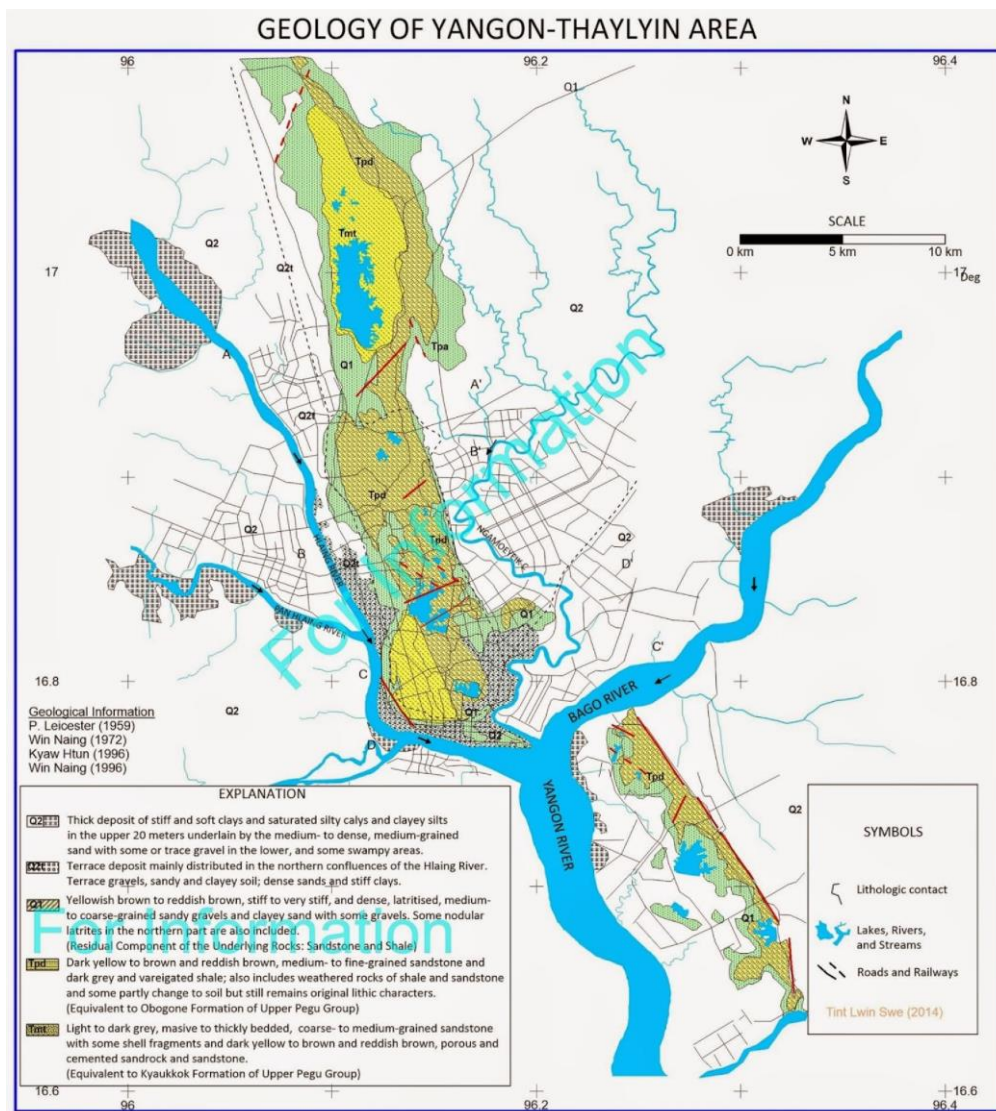 GEOLOGY OF YANGON-THAYLYIN AREA
96
96.2
96.4
Q1
N
W E
S
Tpd
SCALE
0 km 5 km 10 km
Q2
Tmt
Q2t
17
17
Deg
Q2
A
Q1
Tpa
A'
Q2t
B'
Tpd
Q2
B
HLAING RIVER
Tpd
NGAMOEYEIK C.
Q2
D'
Q2t
PAN HLAING RIVER
Q1
C'
C
16.8
16.8
BAGO RIVER
Q2
Q1
Q2
D
YANGON RIVER
Tpd
Q2
Q1
For Information
Geological Information
P. Leicester (1959)
Win Naing (1972)
Kyaw Htun (1996)
Win Naing (1996)
EXPLANATION
Q2 Thick deposit of stiff and soft clays and saturated silty calys and clayey silts
in the upper 20 meters underlain by the medium- to dense, medium-grained
sand with some or trace gravel in the lower, and some swampy areas.
Q2t Terrace deposit mainly distributed in the northern confluences of the Hlaing River.
Terrace gravels, sandy and clayey soil; dense sands and stiff clays.
Q1 Yellowish brown to reddish brown, stiff to very stiff, and dense, latritised, medium-
to coarse-grained sandy gravels and clayey sand with some gravels. Some nodular
latrites in the northern part are also included.
(Residual Component of the Underlying Rocks: Sandstone and Shale)
For Information
Tpd Dark yellow to brown and reddish brown, medium- to fine-grained sandstone and
dark grey and vareigated shale; also includes weathered rocks of shale and sandstone
and some partly change to soil but still remains original lithic characters.
(Equivalent to Obogone Formation of Upper Pegu Group)
Tmt Light to dark grey, masive to thickly bedded, coarse- to medium-grained sandstone
with some shell fragments and dark yellow to brown and reddish brown, porous and
cemented sandrock and sandstone.
(Equivalent to Kyaukkok Formation of Upper Pegu Group)
SYMBOLS
Lithologic contact
Lakes, Rivers,
and Streams
Roads and Railways
Tint Lwin Swe (2014)
16.6
16.6
96
96.2
96.4